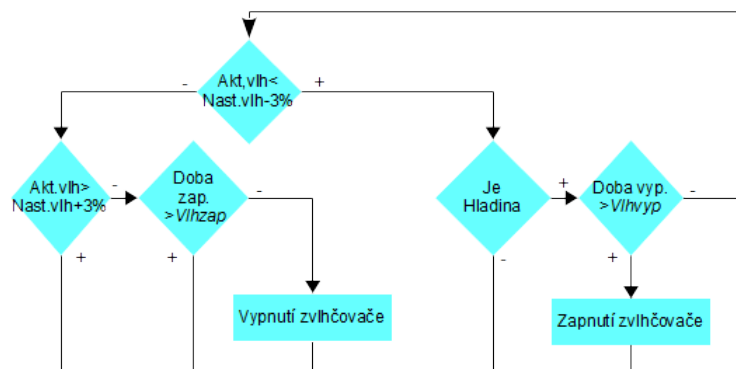 Akt,vlh<
Nast.vlh-3%
-
+
Akt.vlh>
Nast.vlh+3%
-
+
Doba
zap.
>Vlhzap
-
+
Je
Hladina
+
-
Doba vyp.
>Vlhvyp
-
+
Vypnutí zvlhčovače
Zapnutí zvlhčovače